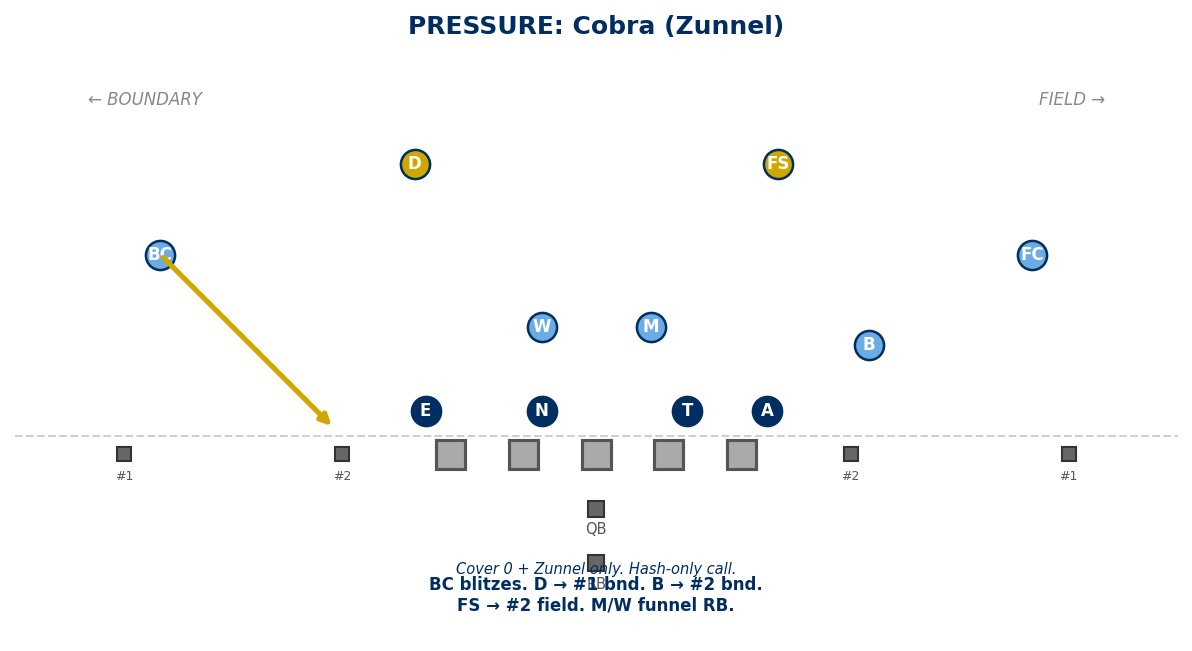 PRESSURE: Cobra (Zunnel)
← BOUNDARY
FIELD →
D
FS
BC
FC
W
M
B
E
N
T
A
#1
#2
#2
#1
QB
Cover 0 + Zunnel only. Hash-only call.
RB
BC blitzes. D → #1 bnd. B → #2 bnd.
FS → #2 field. M/W funnel RB.